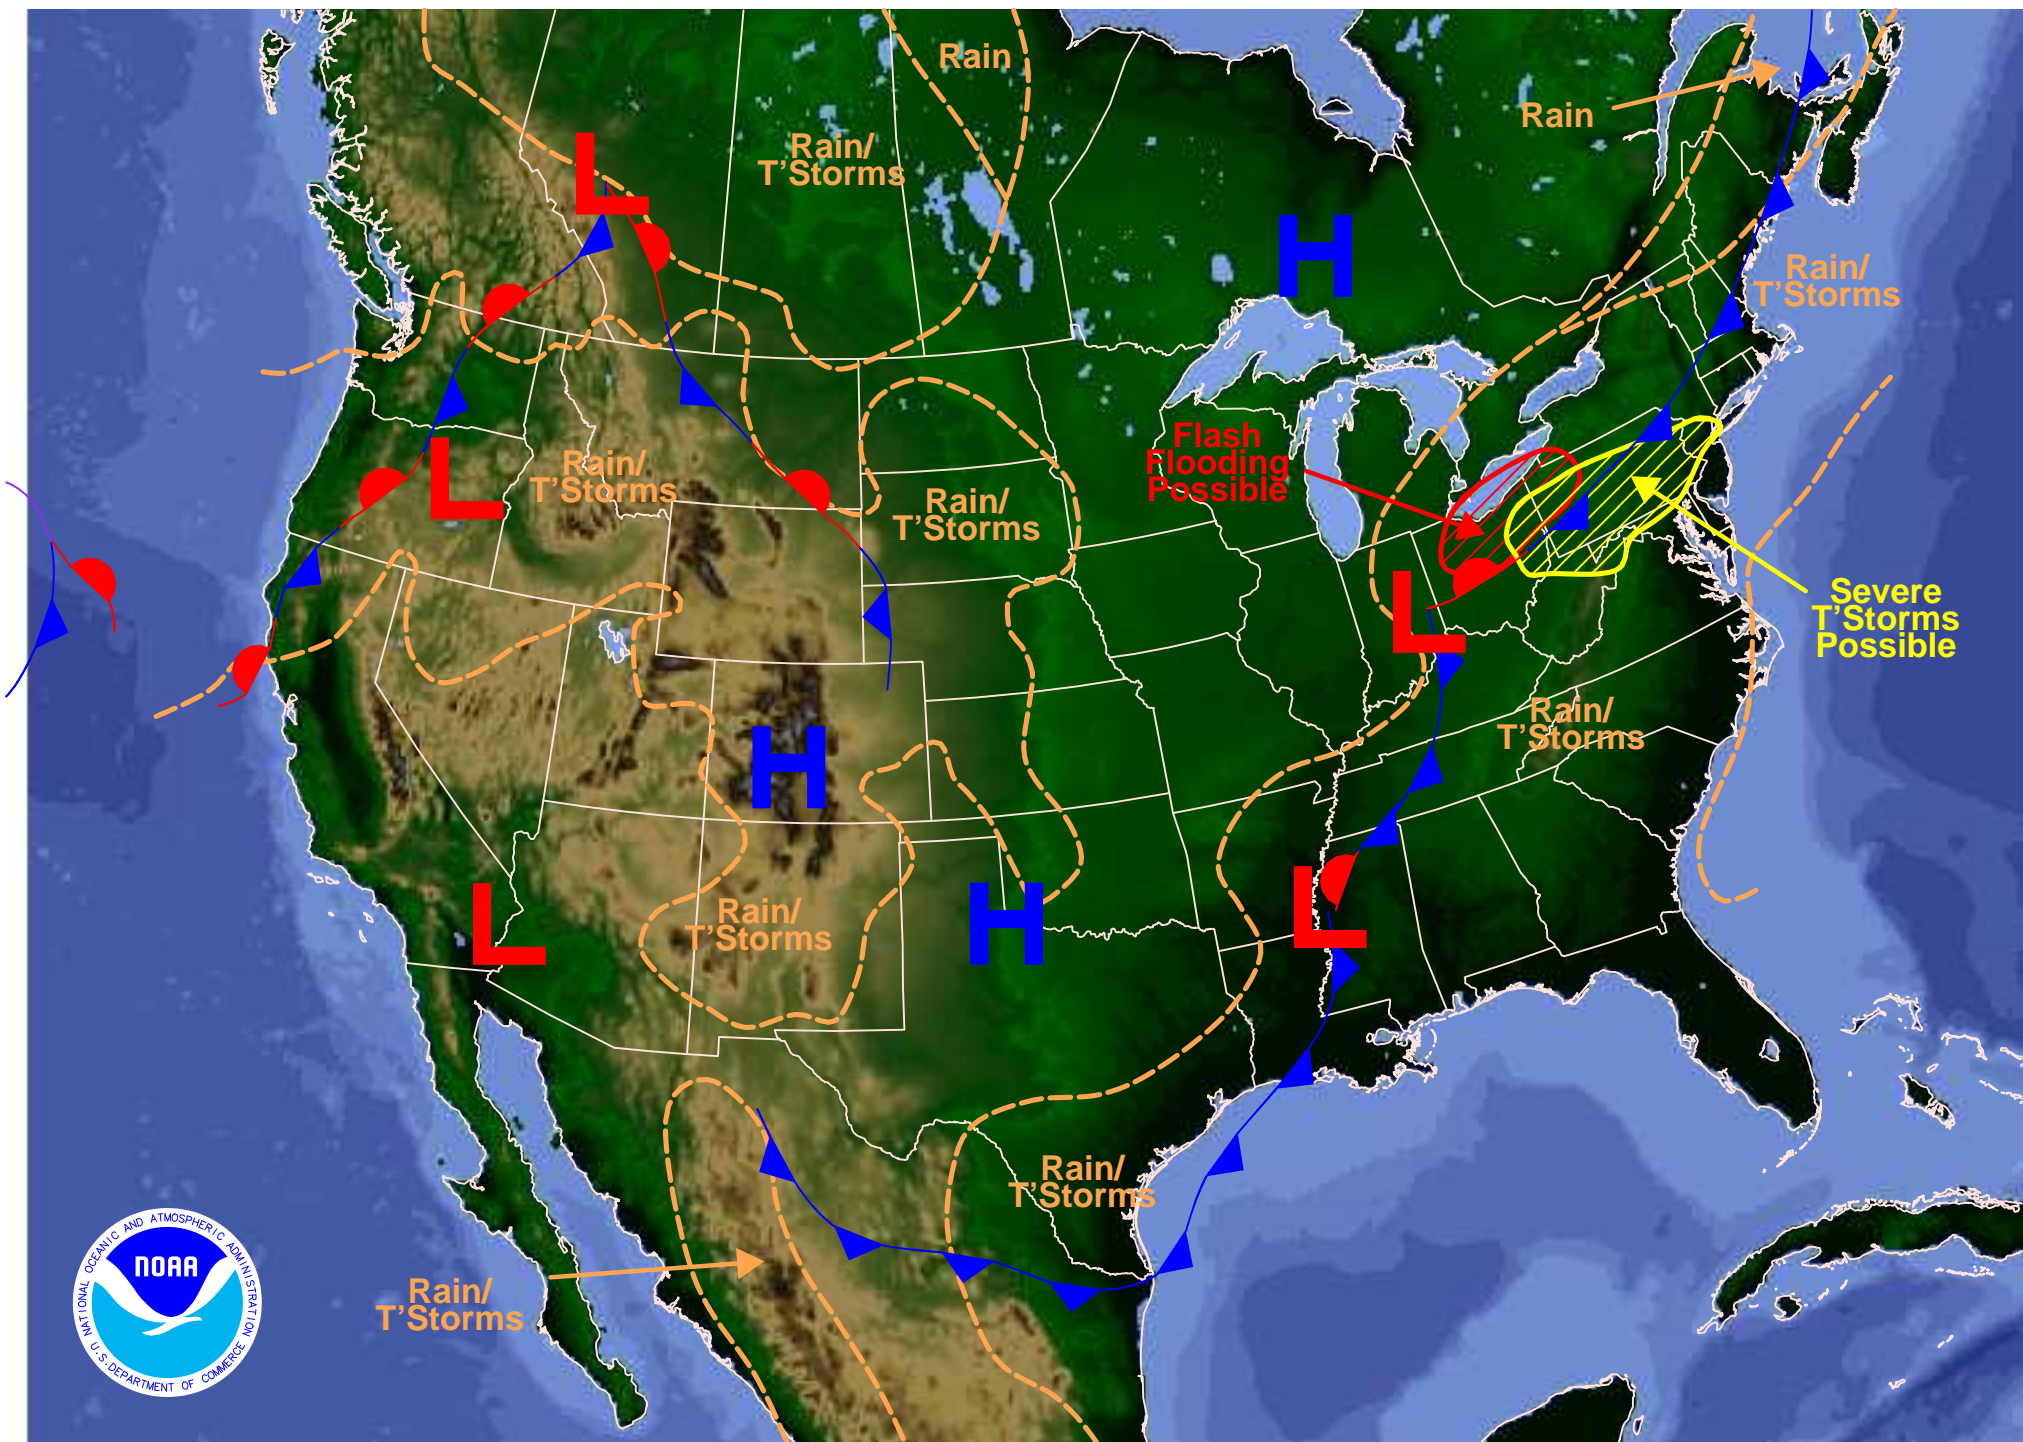 Rain
Rain
Rain/
T'Storms
L
H
Rain/
T'Storms
Flash
Flooding
Possible
L
Rain/
T'Storms
Rain/
T'Storms
L
Severe
T'Storms
Possible
Rain/
T'Storms
H
L
H
L
Rain/
T'Storms
Rain/
T'Storms
Rain/
T'Storms
NATIONAL OCEANIC AND ATMOSPHERIC ADMINISTRATION
NOAA
U.S. DEPARTMENT OF COMMERCE